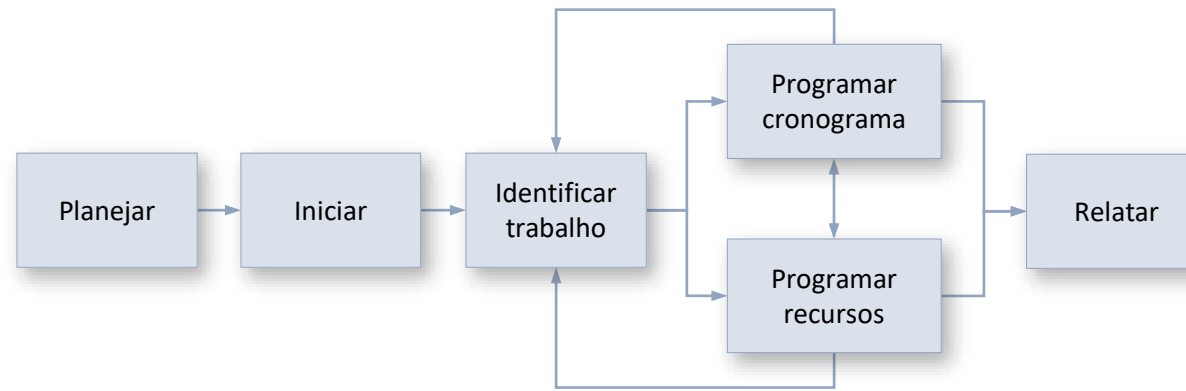 Planejar
Iniciar
Identificar
trabalho
Programar
cronograma
Programar
recursos
Relatar